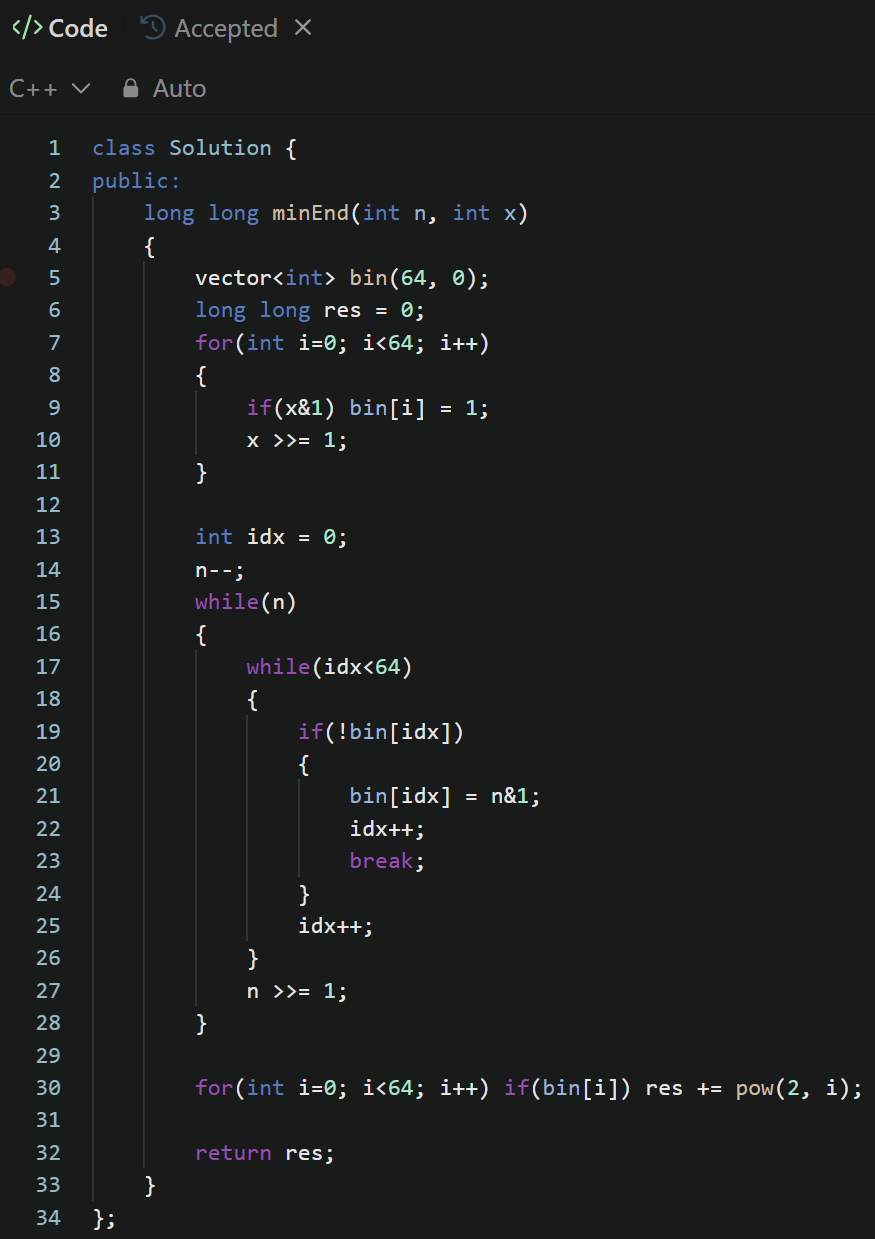 </> Code Accepted ×
C++ Auto
1 class Solution {
2 public:
3     long long minEnd(int n, int x)
4     {
5         vector<int> bin(64, 0);
6         long long res = 0;
7         for(int i=0; i<64; i++)
8         {
9             if(x&1) bin[i] = 1;
10             x >>= 1;
11         }
12
13         int idx = 0;
14         n--;
15         while(n)
16         {
17             while(idx<64)
18             {
19                 if(!bin[idx])
20                 {
21                     bin[idx] = n&1;
22                     idx++;
23                     break;
24                 }
25                 idx++;
26             }
27             n >>= 1;
28         }
29
30         for(int i=0; i<64; i++) if(bin[i]) res += pow(2, i);
31
32         return res;
33     }
34 };